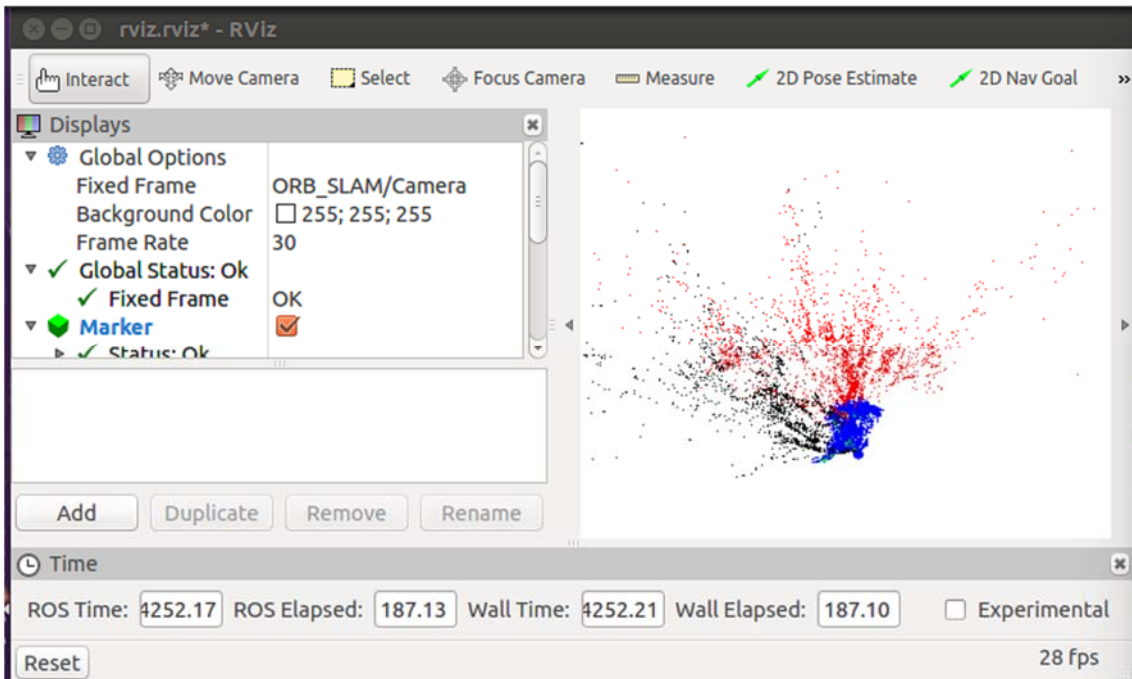 rviz.rviz* - RViz
Interact Move Camera Select Focus Camera Measure 2D Pose Estimate 2D Nav Goal »
Displays
Global Options
Fixed Frame ORB_SLAM/Camera
Background Color 255; 255; 255
Frame Rate 30
Global Status: Ok
Fixed Frame OK
Marker
Status: Ok
Add Duplicate Remove Rename
Time
ROS Time: 4252.17 ROS Elapsed: 187.13 Wall Time: 4252.21 Wall Elapsed: 187.10 Experimental
Reset 28 fps